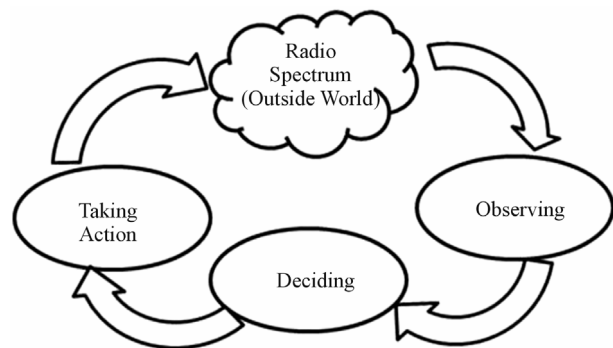 Radio
Spectrum
(Outside World)
Observing
Deciding
Taking
Action